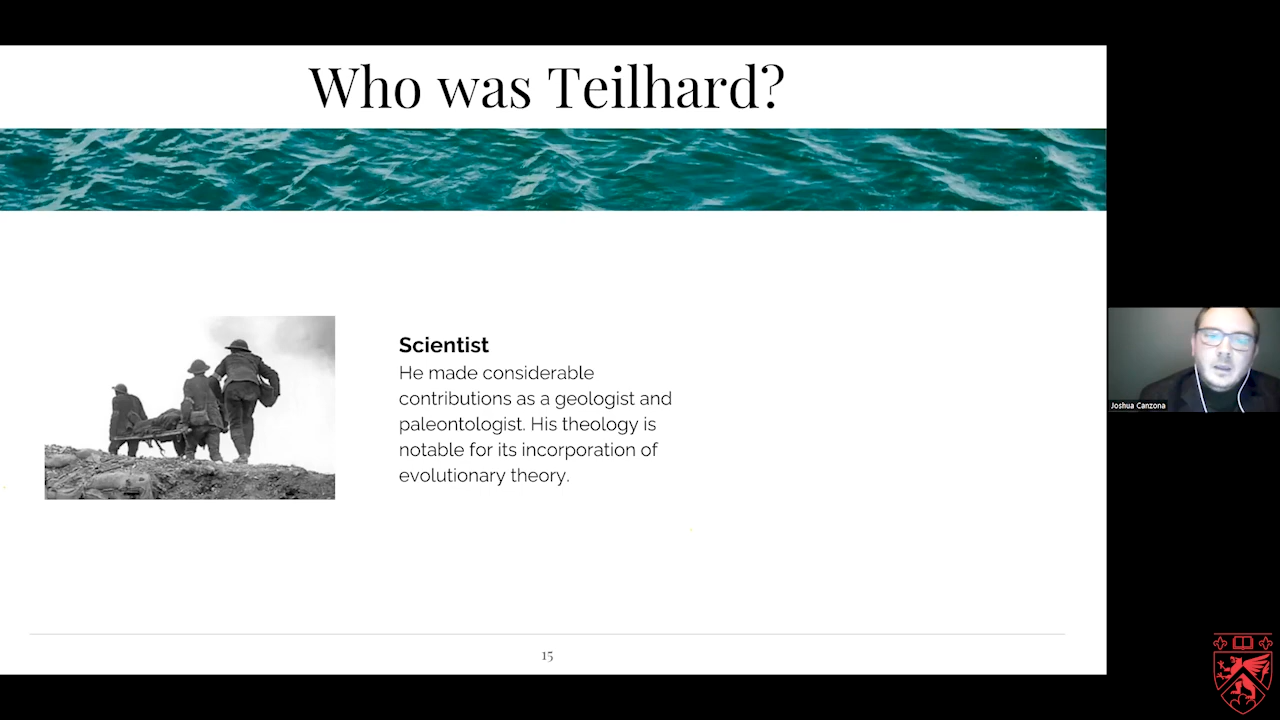 Who was Teilhard?
Scientist
He made considerable
contributions as a geologist and
paleontologist. His theology is
notable for its incorporation of
evolutionary theory.
Joshua Canzona
15